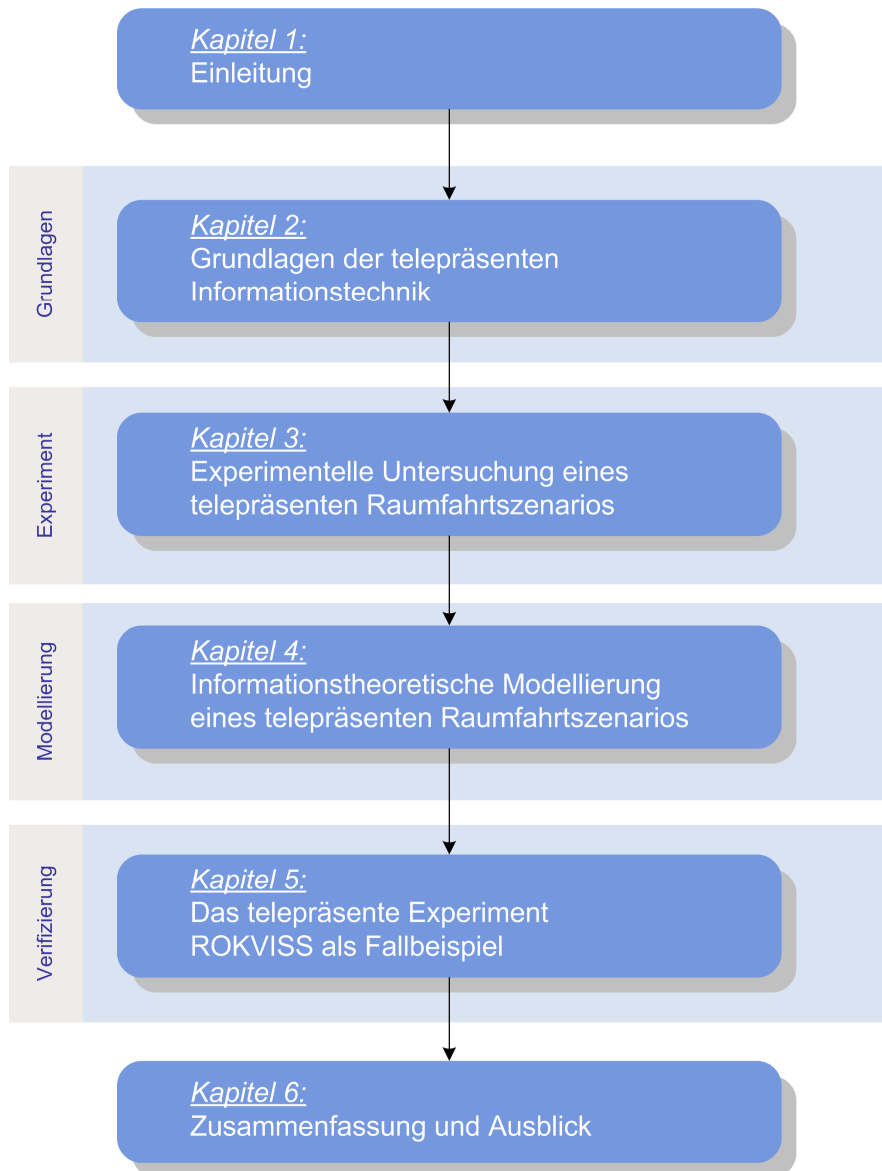 Kapitel 1:
Einleitung
Grundlagen
Kapitel 2:
Grundlagen der telepräsenten
Informationstechnik
Experiment
Kapitel 3:
Experimentelle Untersuchung eines
telepräsenten Raumfahrtszenarios
Modellierung
Kapitel 4:
Informationstheoretische Modellierung
eines telepräsenten Raumfahrtszenarios
Verifizierung
Kapitel 5:
Das telepräsente Experiment
ROKVISS als Fallbeispiel
Kapitel 6:
Zusammenfassung und Ausblick